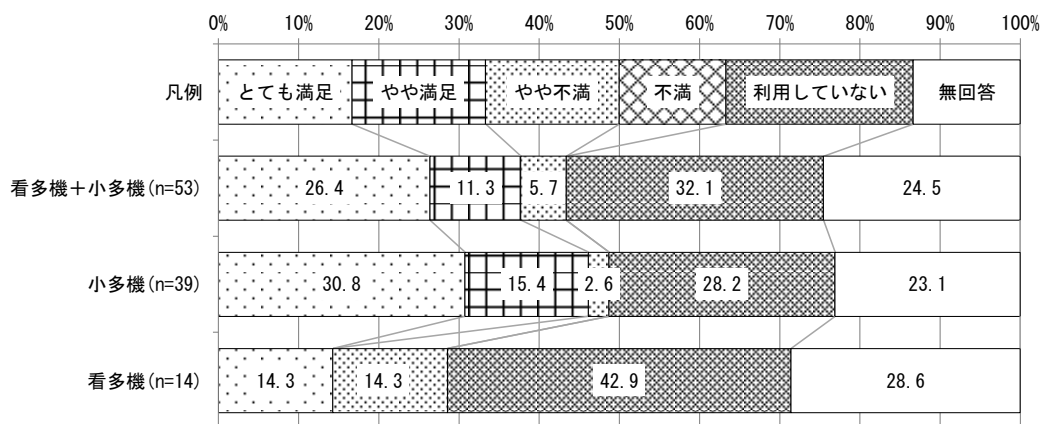 0% 10% 20% 30% 40% 50% 60% 70% 80% 90% 100%
凡例 とても満足 やや満足 やや不満 不満 利用していない 無回答
看多機＋小多機(n=53) 26.4 11.3 5.7 32.1 24.5
小多機(n=39) 30.8 15.4 2.6 28.2 23.1
看多機(n=14) 14.3 14.3 42.9 28.6